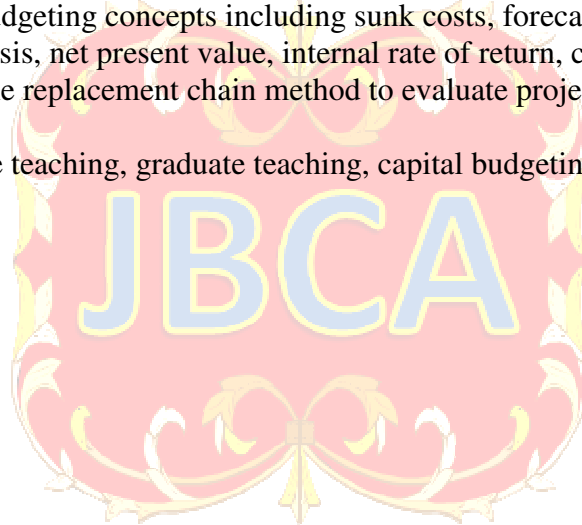 udgeting concepts including sunk costs, foreca
sis, net present value, internal rate of return, c
e replacement chain method to evaluate proje
e teaching, graduate teaching, capital budgetin
JBCA